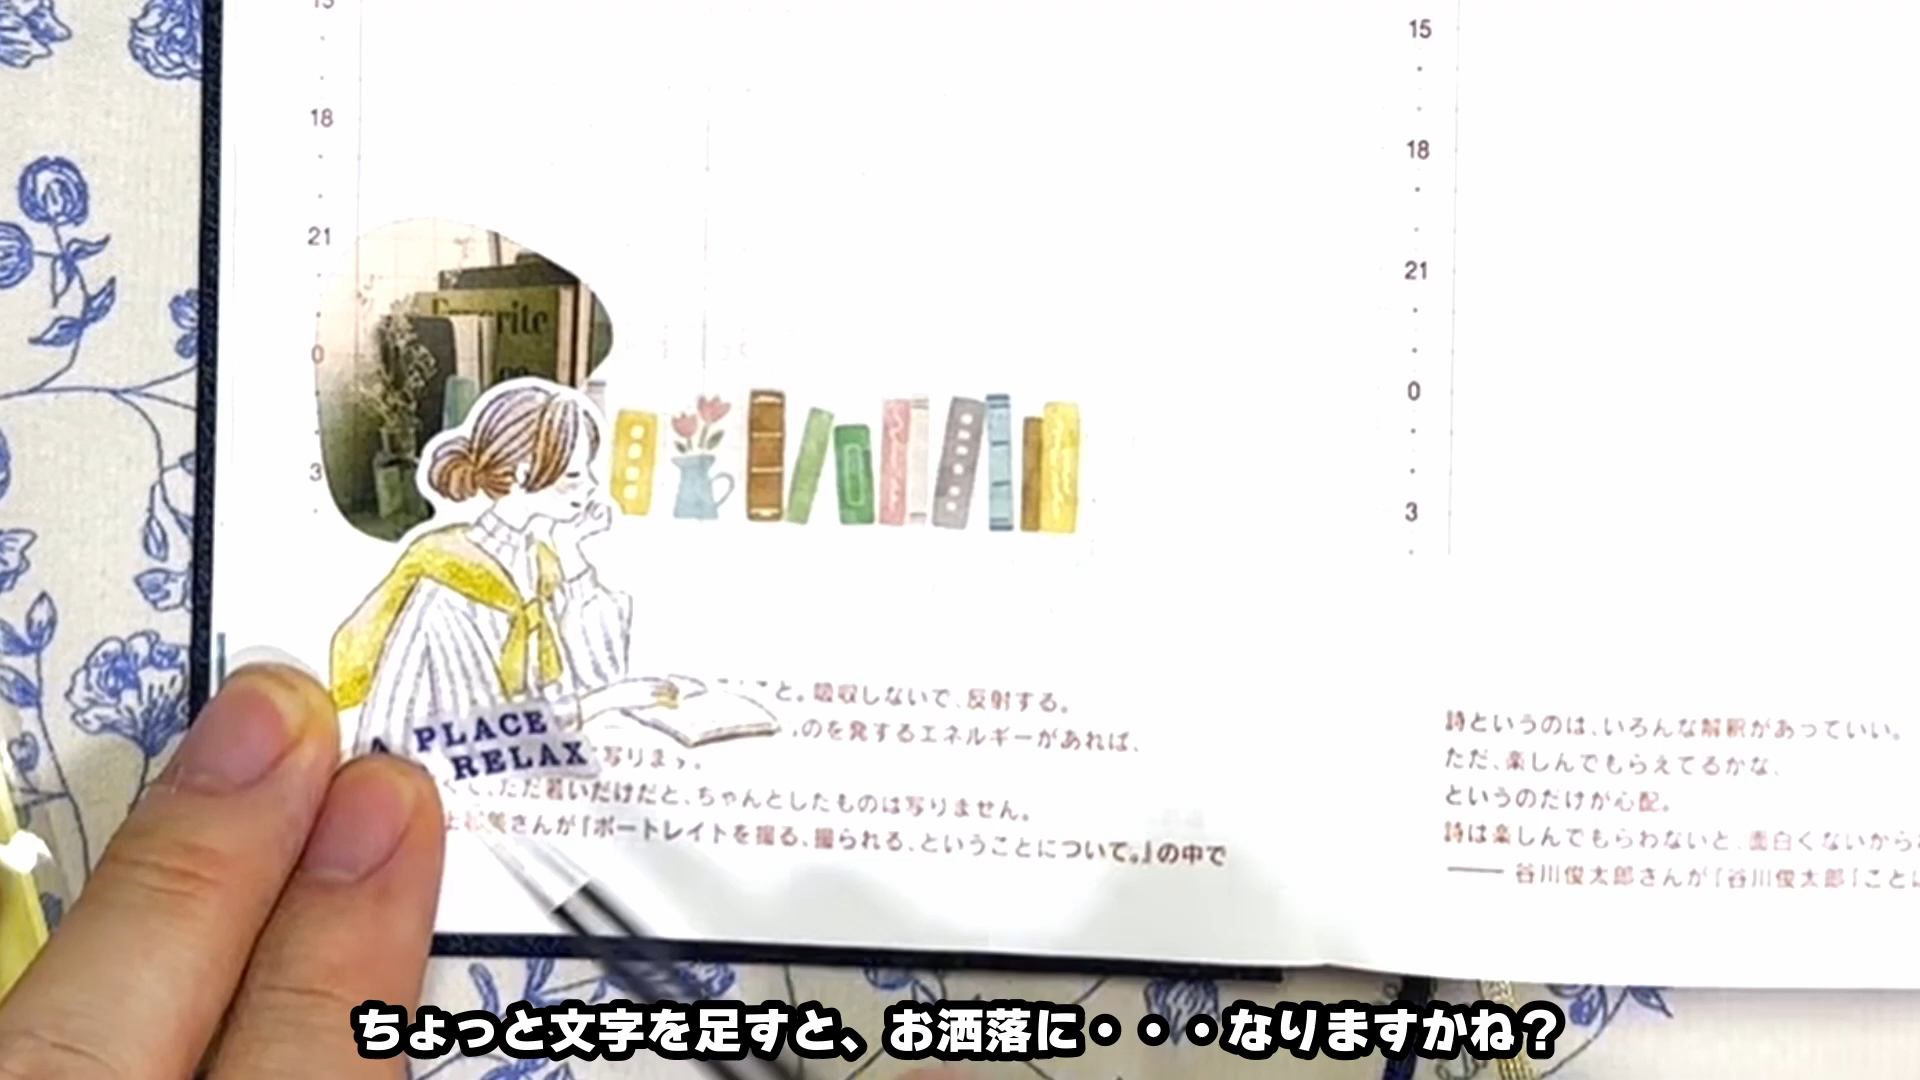 15
18
21
0
3
Favorite
A PLACE
RELAX
こと。吸収しないで、反射する。
のを発するエネルギーがあれば、
写ります。
ただ若いだけだと、ちゃんとしたものは写りません。
さんが「ポートレイトを撮る、撮られる、ということについて。」の中で
15
18
21
0
3
詩というのは、いろんな解釈があっていい。
ただ、楽しんでもらえてるかな、
というのだけが心配。
詩は楽しんでもらわないと、面白くないから
―― 谷川俊太郎さんが「谷川俊太郎「ことば
ちょっと文字を足すと、お洒落に・・・なりますかね？